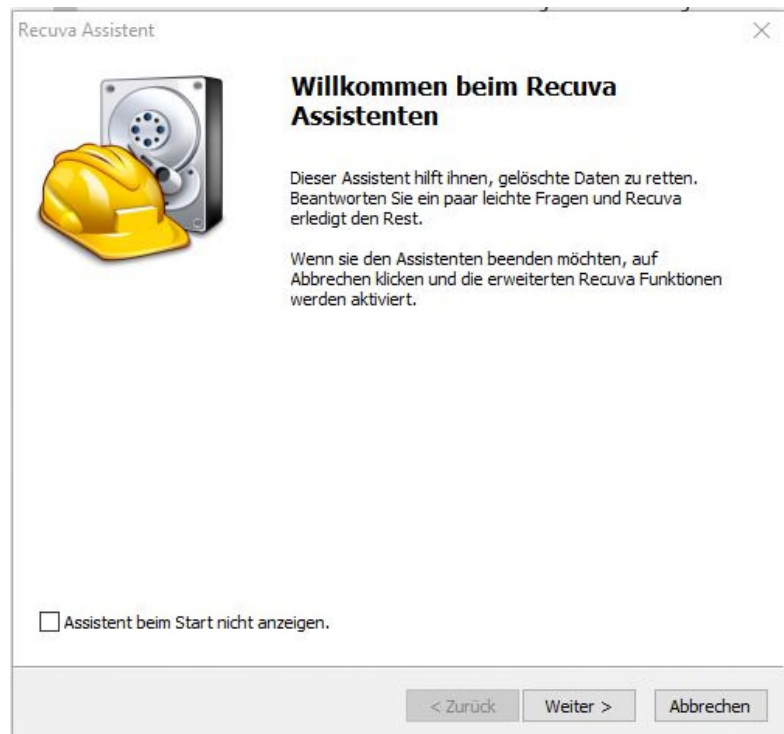 Recuva Assistent
Willkommen beim Recuva
Assistenten
Dieser Assistent hilft ihnen, gelöschte Daten zu retten.
Beantworten Sie ein paar leichte Fragen und Recuva
erledigt den Rest.
Wenn sie den Assistenten beenden möchten, auf
Abbrechen klicken und die erweiterten Recuva Funktionen
werden aktiviert.
Assistent beim Start nicht anzeigen.
< Zurück Weiter > Abbrechen